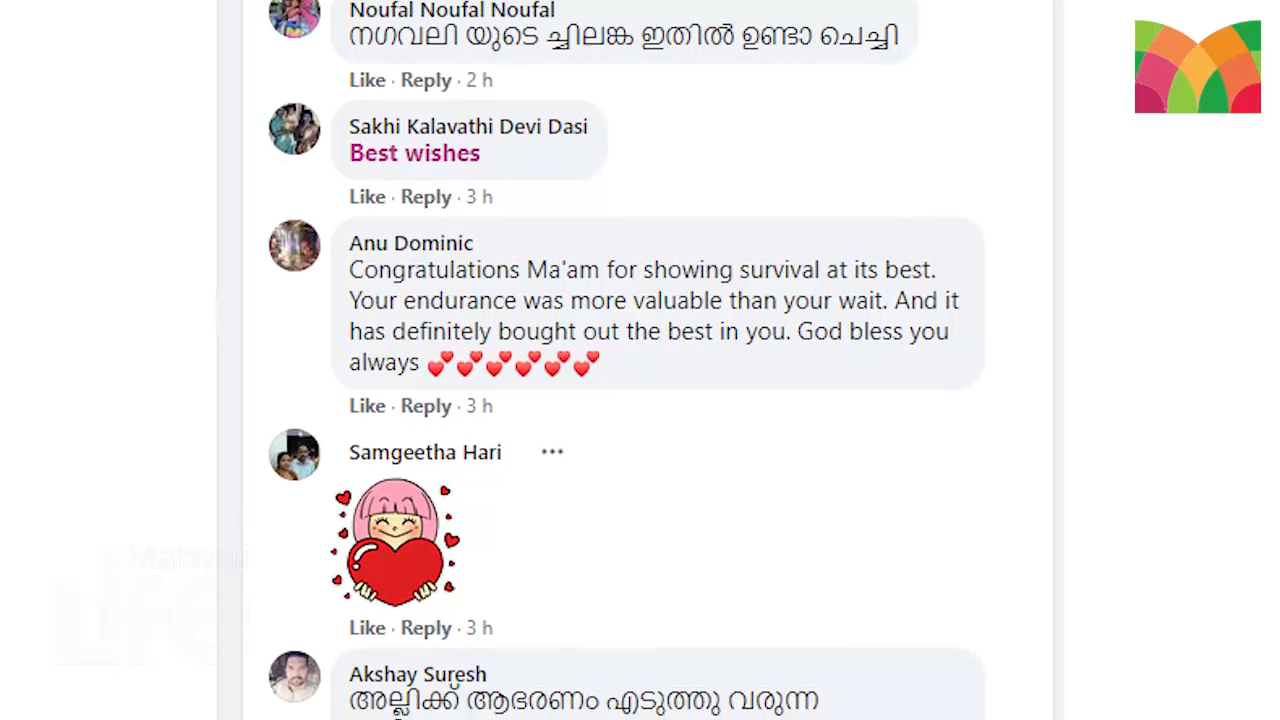 Noufal Noufal Noufal
നഗവലി യുടെ ച്ചിലങ്ക ഇതിൽ ഉണ്ടാ ചെച്ചി
Like · Reply · 2 h
Sakhi Kalavathi Devi Dasi
Best wishes
Like · Reply · 3 h
Anu Dominic
Congratulations Ma'am for showing survival at its best.
Your endurance was more valuable than your wait. And it
has definitely bought out the best in you. God bless you
always 💕💕💕💕💕💕
Like · Reply · 3 h
Samgeetha Hari
Like · Reply · 3 h
Akshay Suresh
അല്ലിക്ക് ആഭരണം എടുത്തു വരുന്ന
Malayali
Life